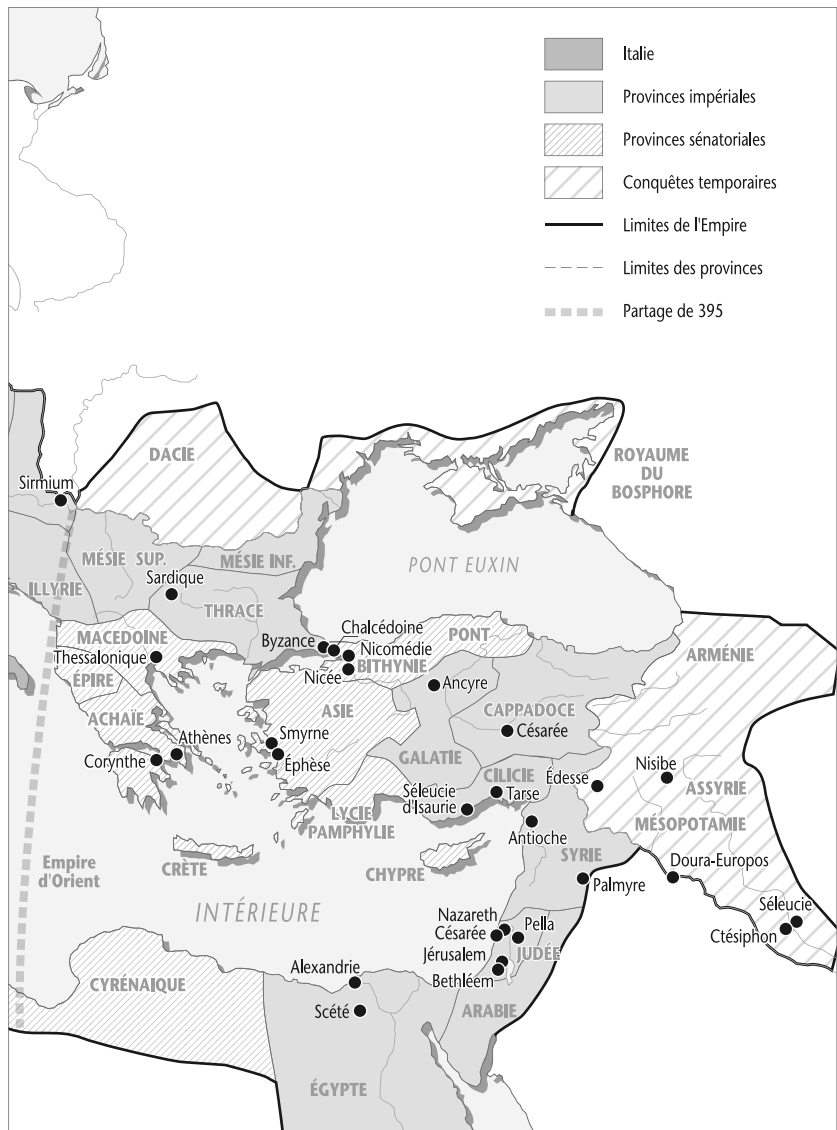 Italie
Provinces impériales
Provinces sénatoriales
Conquêtes temporaires
Limites de l'Empire
Limites des provinces
Partage de 395
DACIE
ROYAUME
DU
BOSPHORE
Sirmium
PONT EUXIN
MÉSIE SUP.
MÉSIE INF.
Sardique
ILLYRIE
THRACE
Chalcédoine
MACEDOINE
Byzance
Nicomédie
PONT
ARMÉNIE
Thessalonique
BITHYNIE
Nicée
ÉPIRE
Ancyre
ASIE
CAPPADOCE
ACHAÏE
Smyrne
Césarée
Athènes
Corynthe
Éphèse
GALATIE
Nisibe
CILICIE
Édesse
ASSYRIE
Séleucie
d'Isaurie
Tarse
LYCIE
PAMPHYLIE
MÉSOPOTAMIE
Antioche
SYRIE
Empire
d'Orient
CRÈTE
CHYPRE
Doura-Europos
Palmyre
INTÉRIEURE
Séleucie
Nazareth
Pella
Césarée
Ctésiphon
JUDÉE
Jérusalem
Alexandrie
Bethléem
CYRÉNAIQUE
Scété
ARABIE
ÉGYPTE